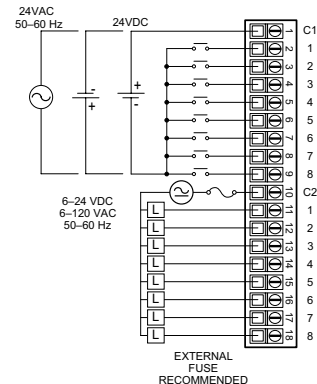 24VAC
50–60 Hz
24VDC
- +
+ -
1 C1
2 1
3 2
4 3
5 4
6 5
7 6
8 7
9 8
10 C2
6–24 VDC
6–120 VAC
50–60 Hz
L 11 1
L 12 2
L 13 3
L 14 4
L 15 5
L 16 6
L 17 7
L 18 8
EXTERNAL
FUSE
RECOMMENDED